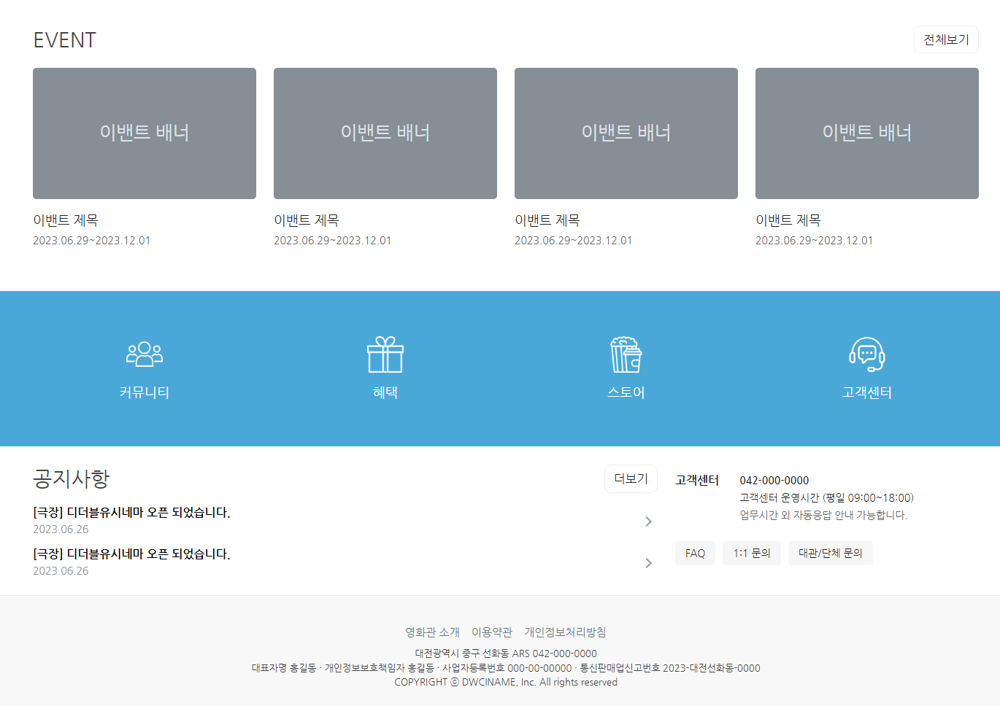 EVENT
전체보기
이밴트 배너
이밴트 배너
이밴트 배너
이밴트 배너
이밴트 제목
2023.06.29~2023.12.01
이밴트 제목
2023.06.29~2023.12.01
이밴트 제목
2023.06.29~2023.12.01
이밴트 제목
2023.06.29~2023.12.01
커뮤니티
혜택
스토어
고객센터
공지사항
더보기
[극장] 디더블유시네마 오픈 되었습니다.
2023.06.26
[극장] 디더블유시네마 오픈 되었습니다.
2023.06.26
고객센터 042-000-0000
고객센터 운영시간 (평일 09:00~18:00)
업무시간 외 자동응답 안내 가능합니다.
FAQ 1:1 문의 대관/단체 문의
영화관 소개 이용약관 개인정보처리방침
대전광역시 중구 선화동 ARS 042-000-0000
대표자명 홍길동 · 개인정보보호책임자 홍길동 · 사업자등록번호 000-00-00000 · 통신판매업신고번호 2023-대전선화동-0000
COPYRIGHT ⓒ DWCINAME, Inc. All rights reserved